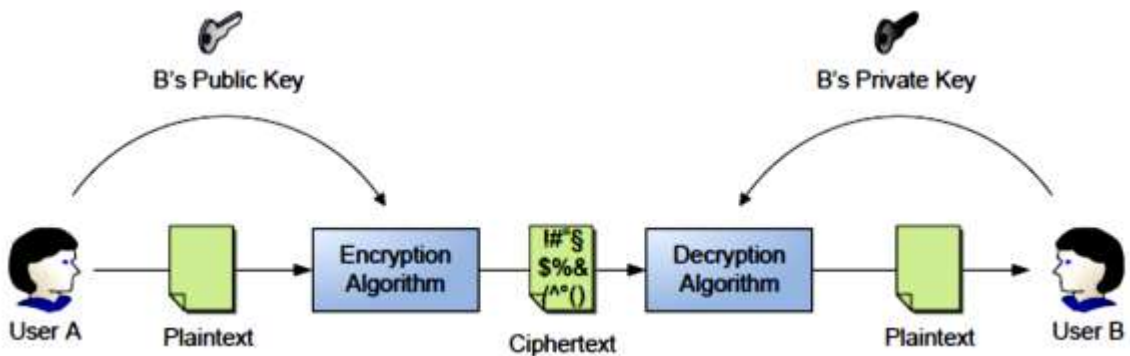 B's Public Key
B's Private Key
Encryption
Algorithm
!#"§
$%&
/^°()
Decryption
Algorithm
User A
Plaintext
Ciphertext
Plaintext
User B